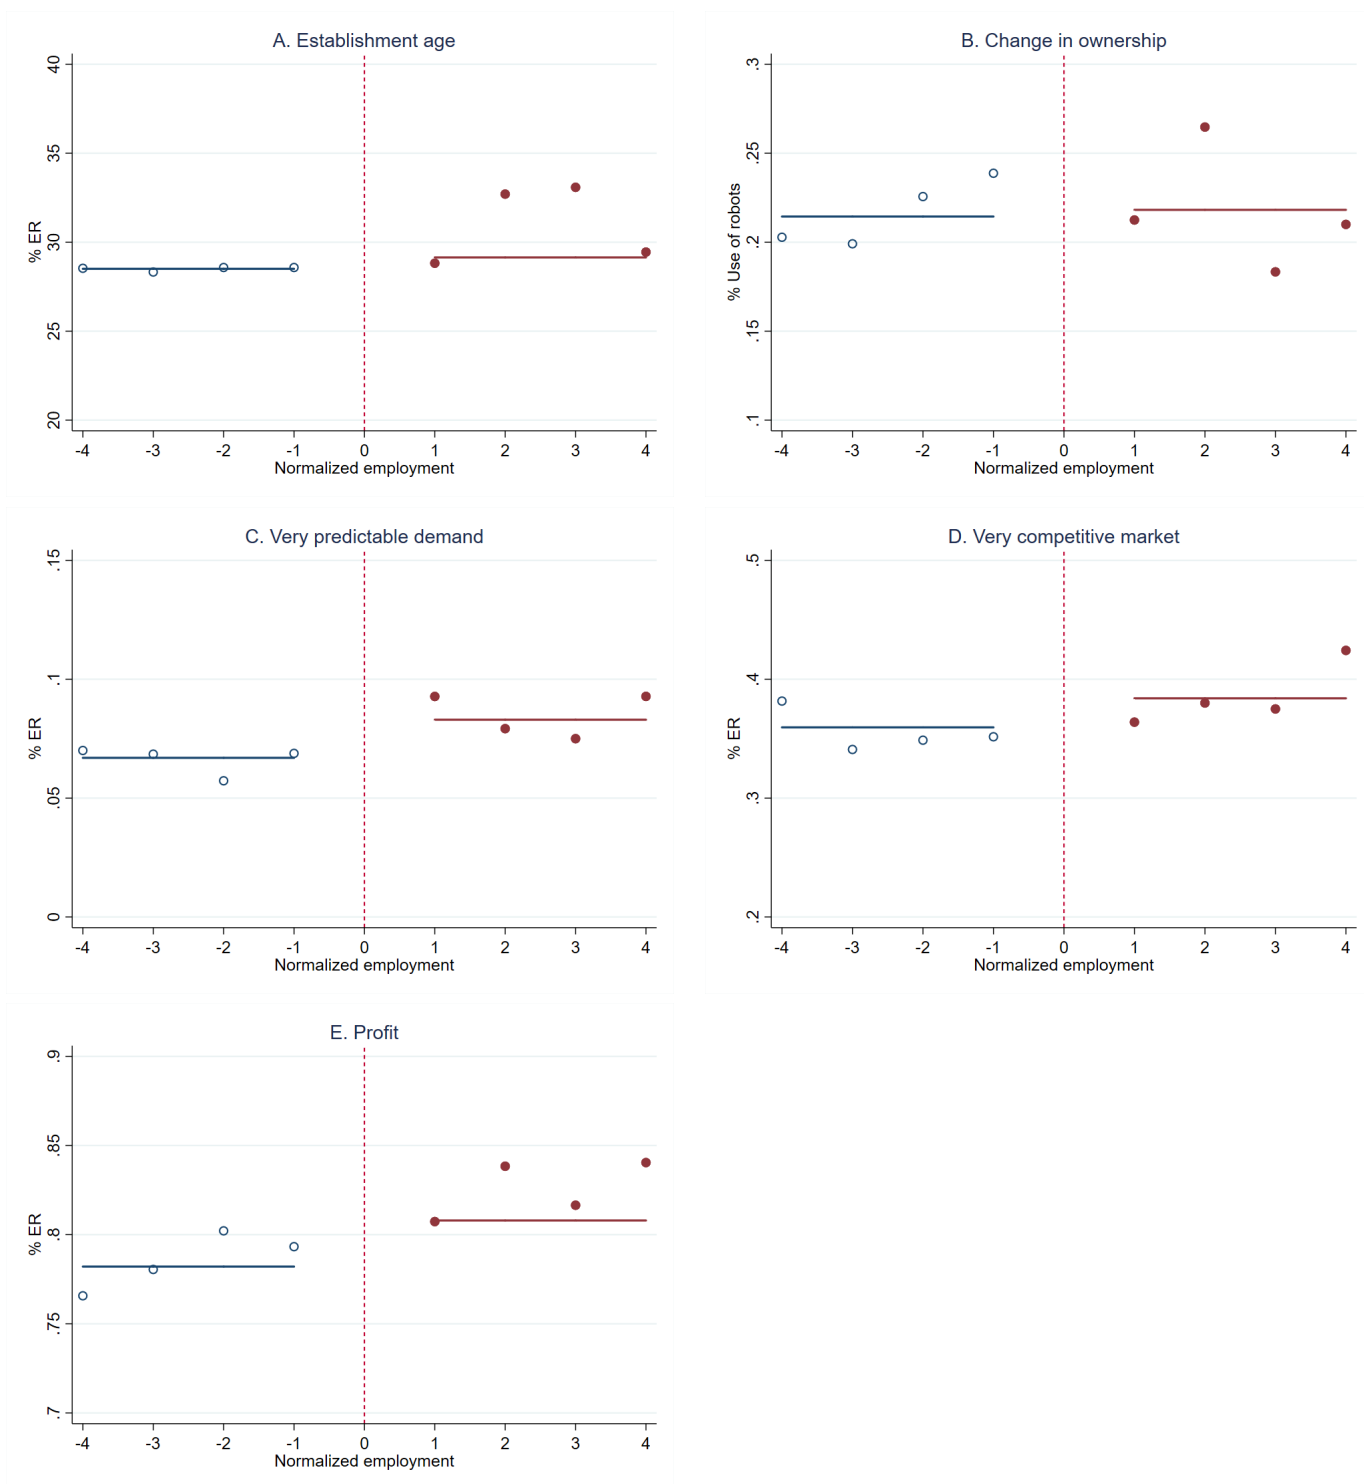 A. Establishment age
40
35
30
25
20
% ER
-4 -3 -2 -1 0 1 2 3 4
Normalized employment
B. Change in ownership
.3
.25
.2
.15
.1
% Use of robots
-4 -3 -2 -1 0 1 2 3 4
Normalized employment
C. Very predictable demand
.15
.1
.05
0
% ER
-4 -3 -2 -1 0 1 2 3 4
Normalized employment
D. Very competitive market
.5
.4
.3
.2
% ER
-4 -3 -2 -1 0 1 2 3 4
Normalized employment
E. Profit
.9
.85
.8
.75
.7
% ER
-4 -3 -2 -1 0 1 2 3 4
Normalized employment